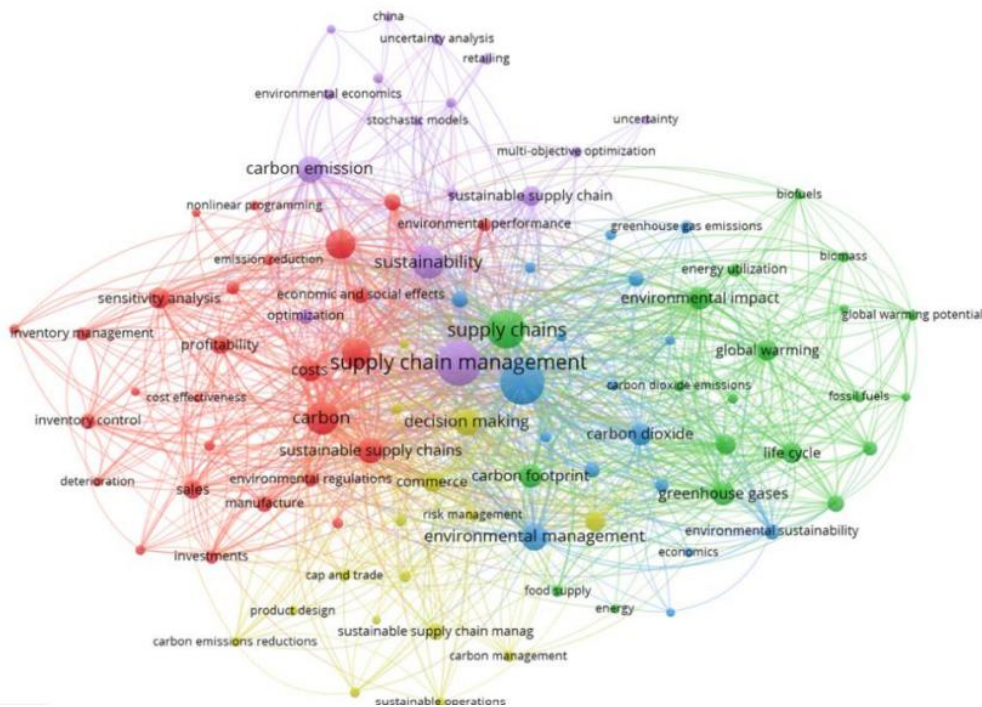 china
uncertainty analysis
retailing
environmental economics
stochastic models
uncertainty
multi-objective optimization
carbon emission
sustainable supply chain
biofuels
nonlinear programming
environmental performance
greenhouse gas emissions
emission reduction
sustainability
energy utilization
biomass
sensitivity analysis
economic and social effects
environmental impact
optimization
global warming potential
inventory management
supply chains
profitability
global warming
costs
supply chain management
carbon dioxide emissions
cost effectiveness
fossil fuels
inventory control
carbon
decision making
carbon dioxide
sustainable supply chains
life cycle
deterioration
environmental regulations
commerce
carbon footprint
sales
greenhouse gases
manufacture
risk management
environmental management
environmental sustainability
investments
economics
cap and trade
food supply
product design
energy
carbon emissions reductions
sustainable supply chain manag
carbon management
sustainable operations